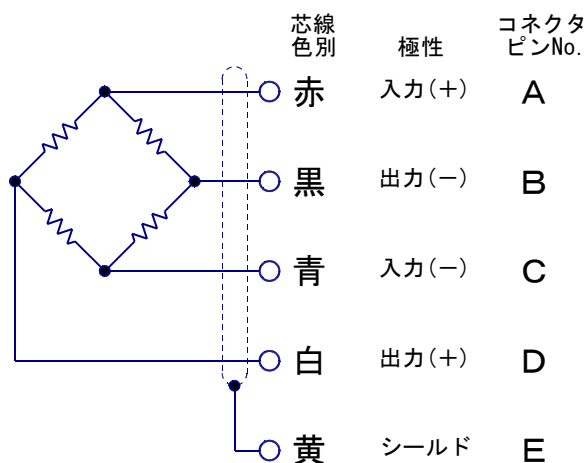 芯線
色別
極性
コネクタ
ピンNo.
赤 入力(+) A
黒 出力(−) B
青 入力(−) C
白 出力(+) D
黄 シールド E